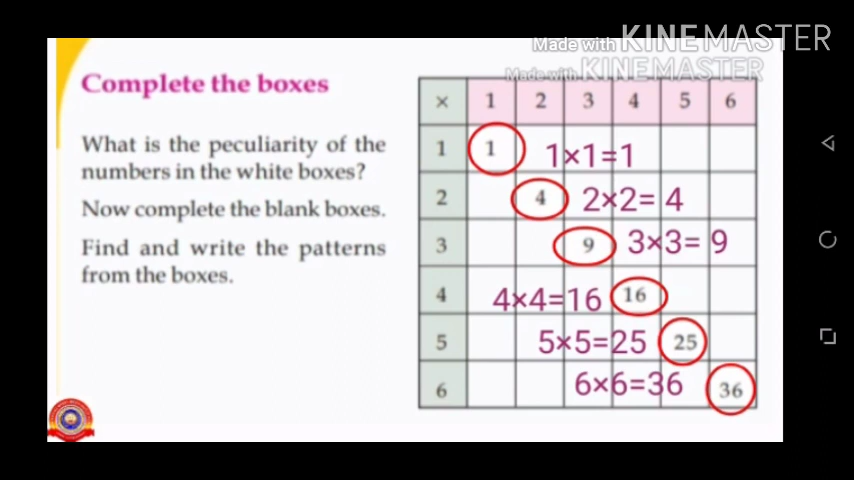 Made with KINEMASTER
Made with KINEMASTER
Complete the boxes
What is the peculiarity of the
numbers in the white boxes?
Now complete the blank boxes.
Find and write the patterns
from the boxes.
× 1 2 3 4 5 6
1 1 1×1=1
2 4 2×2= 4
3 9 3×3= 9
4 4×4=16 16
5 5×5=25 25
6 6×6=36 36